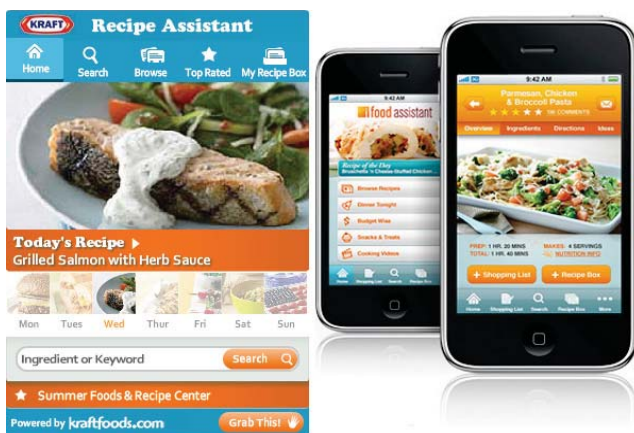 KRAFT Recipe Assistant
Home
Search
Browse
Top Rated
My Recipe Box
Today's Recipe
Grilled Salmon with Herb Sauce
Mon
Tues
Wed
Thur
Fri
Sat
Sun
Ingredient or Keyword
Search
Summer Foods & Recipe Center
Powered by kraftfoods.com
Grab This!
9:42 AM
food assistant
Recipe of the Day
Bruschetta 'n Cheese-Stuffed Chicken...
Browse Recipes
Dinner Tonight
$ Budget Wise
Snacks & Treats
Cooking Videos
Home
Shopping List
Search
Recipe Box
9:42 AM
Parmesan, Chicken
& Broccoli Pasta
COMMENTS
Overview
Ingredients
Directions
Ideas
PREP: 1 HR. 20 MINS
TOTAL: 1 HR. 40 MINS
MAKES: 4 SERVINGS
NUTRITION INFO
+ Shopping List
+ Recipe Box
Home
Shopping List
Search
Recipe Box
More